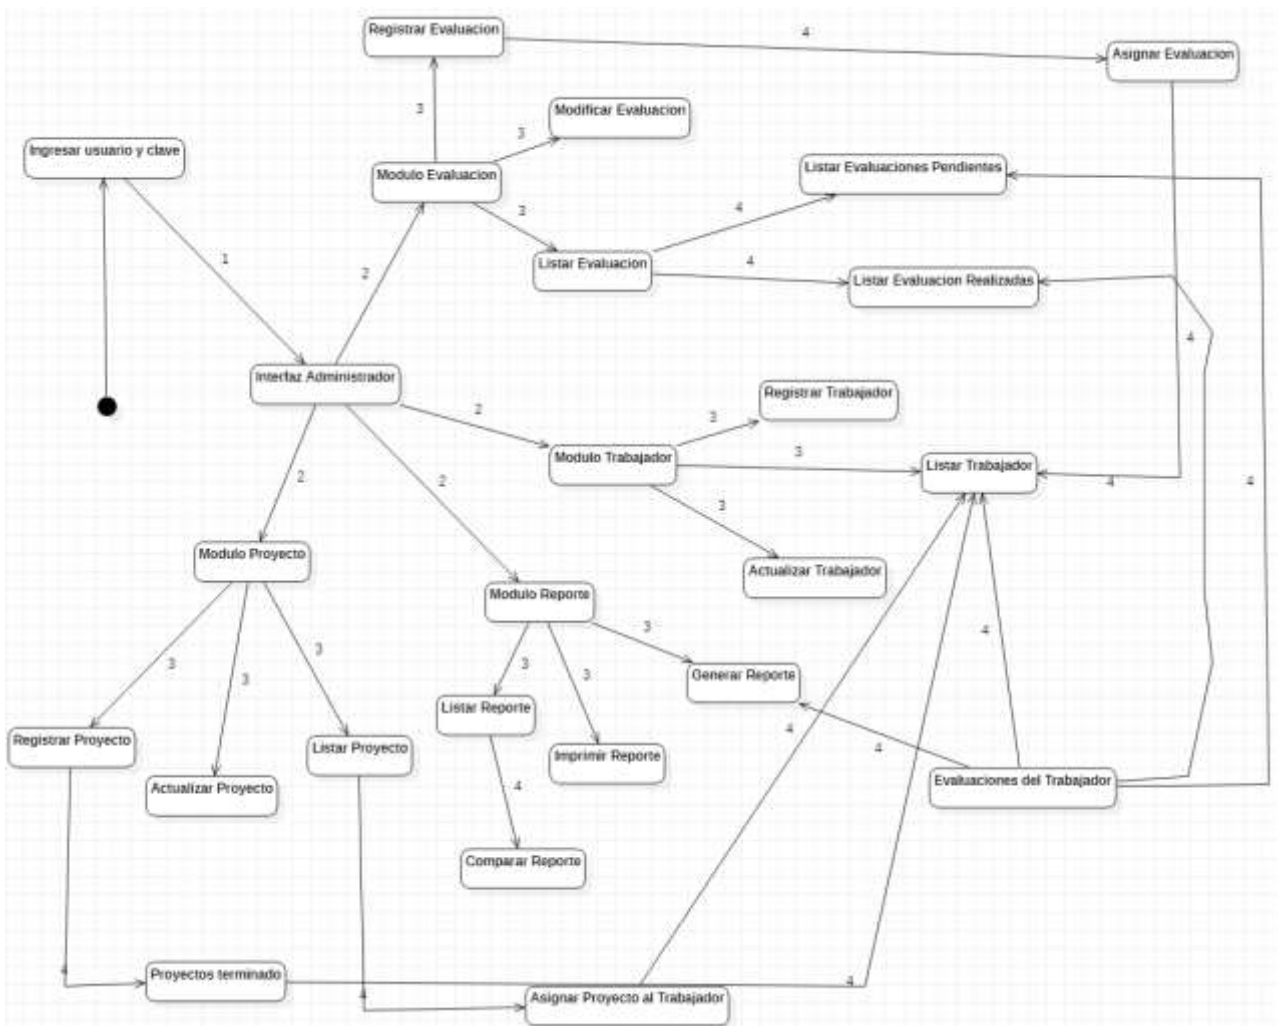 Registrar Evaluacion
4
Asignar Evaluacion
3
Modificar Evaluacion
3
Ingresar usuario y clave
Modulo Evaluacion
Listar Evaluaciones Pendientes
3
4
1
2
Listar Evaluacion
4
Listar Evaluacion Realizadas
4
Interfaz Administrador
2
Registrar Trabajador
3
Modulo Trabajador
3
Listar Trabajador
2
2
4
4
3
Modulo Proyecto
Actualizar Trabajador
Modulo Reporte
3
3
4
3
3
3
3
Generar Reporte
Listar Reporte
Registrar Proyecto
Listar Proyecto
Imprimir Reporte
4
4
Actualizar Proyecto
4
Evaluaciones del Trabajador
Comparar Reporte
4
Proyectos terminado
4
4
Asignar Proyecto al Trabajador